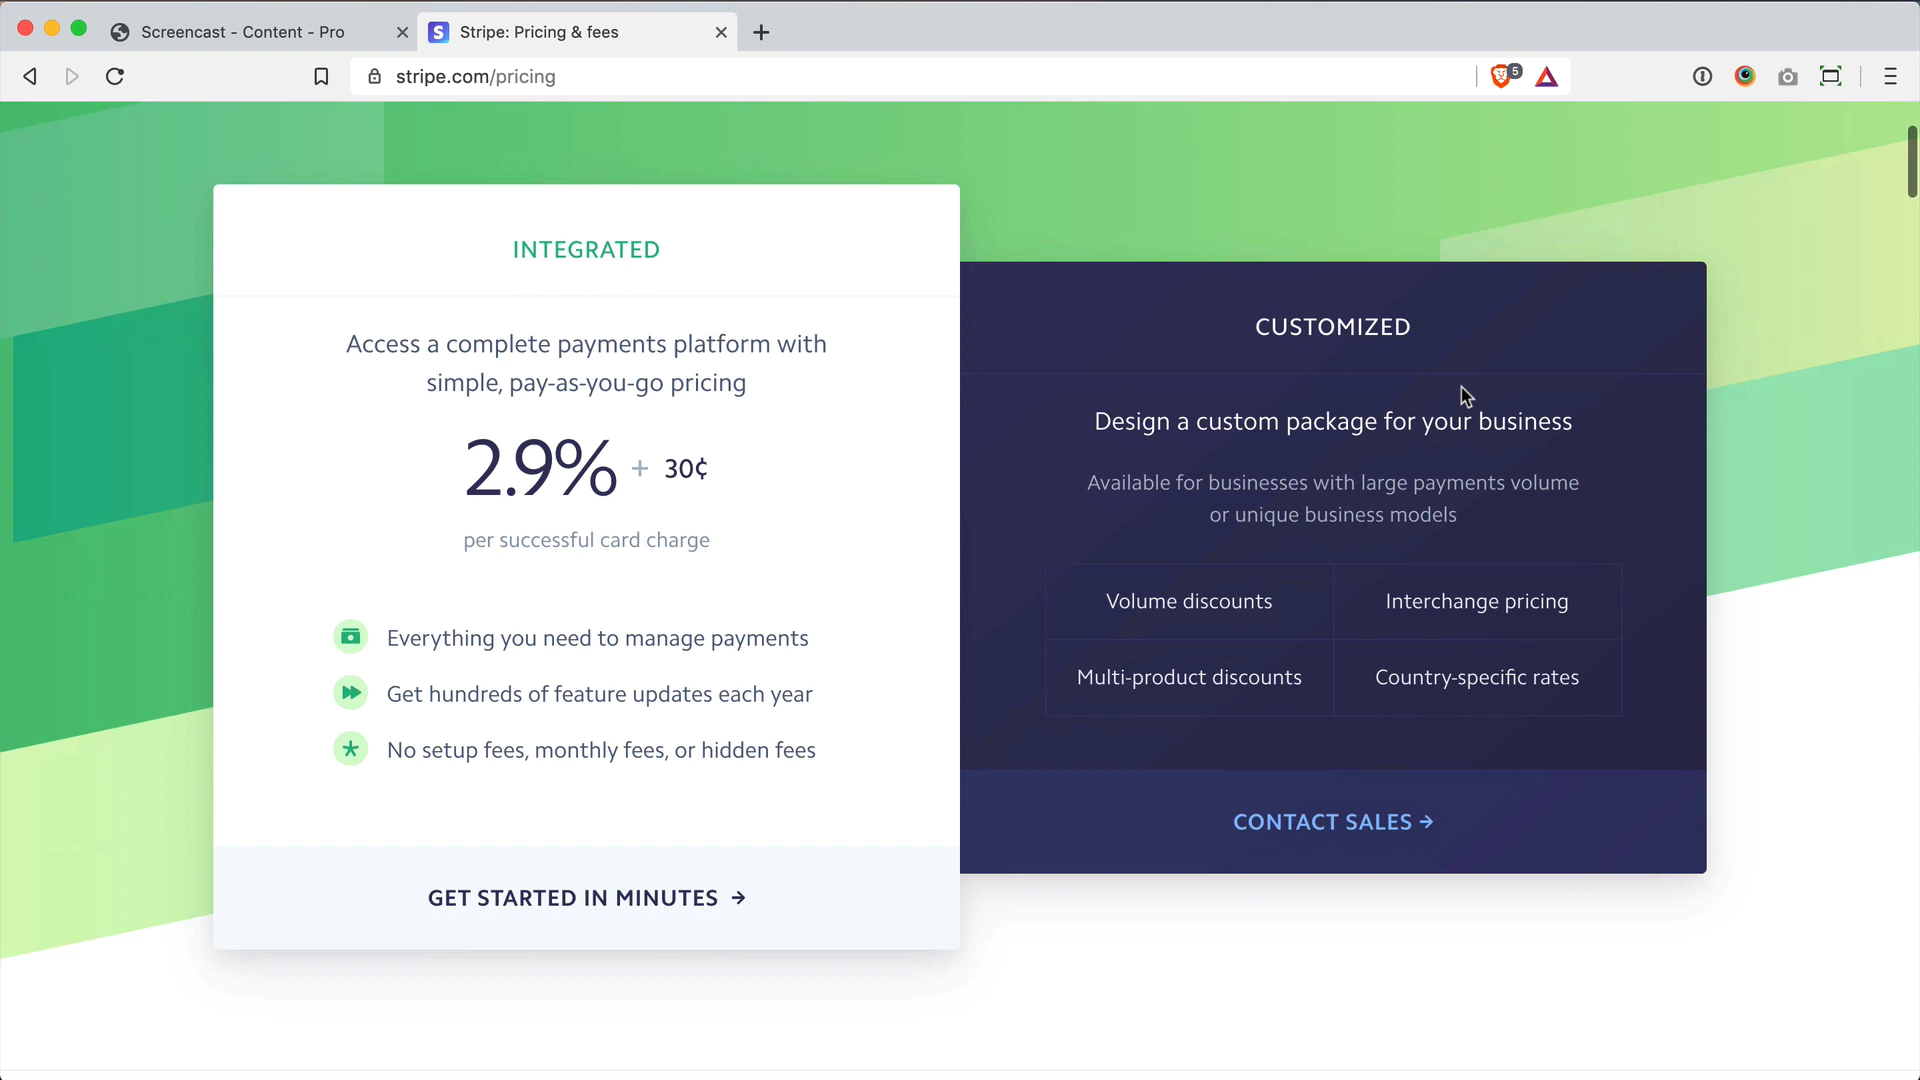 Screencast - Content - Pro
Stripe: Pricing & fees
stripe.com/pricing
5
INTEGRATED
Access a complete payments platform with
simple, pay-as-you-go pricing
2.9% + 30¢
per successful card charge
Everything you need to manage payments
Get hundreds of feature updates each year
No setup fees, monthly fees, or hidden fees
GET STARTED IN MINUTES →
CUSTOMIZED
Design a custom package for your business
Available for businesses with large payments volume
or unique business models
Volume discounts
Interchange pricing
Multi-product discounts
Country-specific rates
CONTACT SALES →